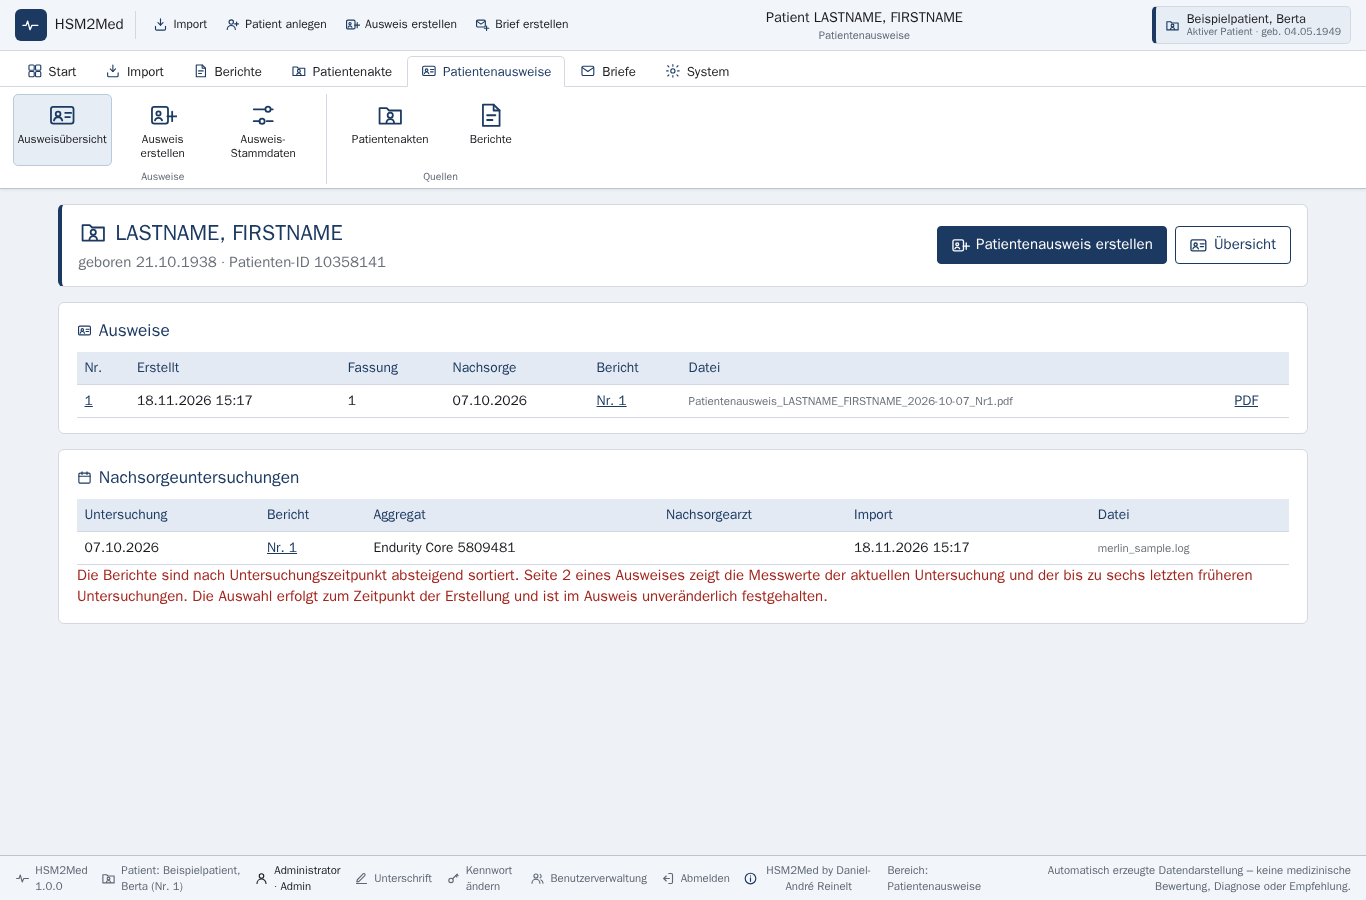 HSM2Med
Import
Patient anlegen
Ausweis erstellen
Brief erstellen
Patient LASTNAME, FIRSTNAME
Patientenausweise
Beispielpatient, Berta
Aktiver Patient · geb. 04.05.1949
Start
Import
Berichte
Patientenakte
Patientenausweise
Briefe
System
Ausweisübersicht
Ausweis
erstellen
Ausweis-
Stammdaten
Ausweise
Patientenakten
Berichte
Quellen
LASTNAME, FIRSTNAME
geboren 21.10.1938 · Patienten-ID 10358141
Patientenausweis erstellen
Übersicht
Ausweise
Nr. Erstellt Fassung Nachsorge Bericht Datei
1 18.11.2026 15:17 1 07.10.2026 Nr. 1 Patientenausweis_LASTNAME_FIRSTNAME_2026-10-07_Nr1.pdf PDF
Nachsorgeuntersuchungen
Untersuchung Bericht Aggregat Nachsorgearzt Import Datei
07.10.2026 Nr. 1 Endurity Core 5809481 18.11.2026 15:17 merlin_sample.log
Die Berichte sind nach Untersuchungszeitpunkt absteigend sortiert. Seite 2 eines Ausweises zeigt die Messwerte der aktuellen Untersuchung und der bis zu sechs letzten früheren
Untersuchungen. Die Auswahl erfolgt zum Zeitpunkt der Erstellung und ist im Ausweis unveränderlich festgehalten.
HSM2Med
1.0.0
Patient: Beispielpatient,
Berta (Nr. 1)
Administrator
· Admin
Unterschrift
Kennwort
ändern
Benutzerverwaltung
Abmelden
HSM2Med by Daniel-
André Reinelt
Bereich:
Patientenausweise
Automatisch erzeugte Datendarstellung – keine medizinische
Bewertung, Diagnose oder Empfehlung.